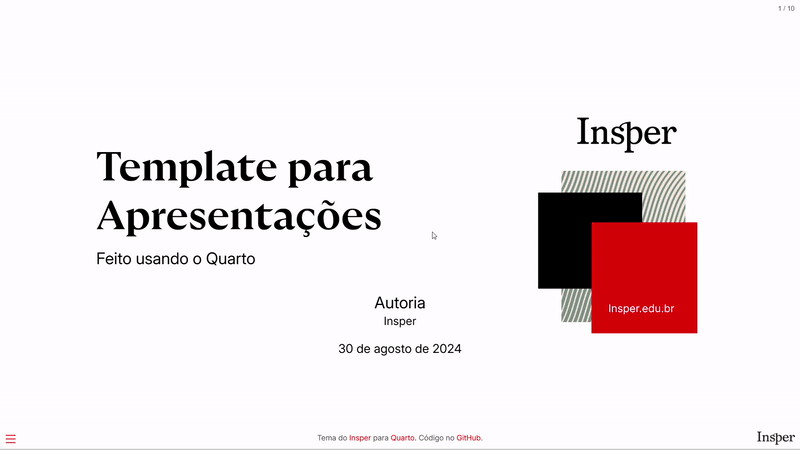 1 / 10
Insper
Template para
Apresentações
Feito usando o Quarto
Insper.edu.br
Autoria
Insper
30 de agosto de 2024
Tema do Insper para Quarto. Código no GitHub.
Insper